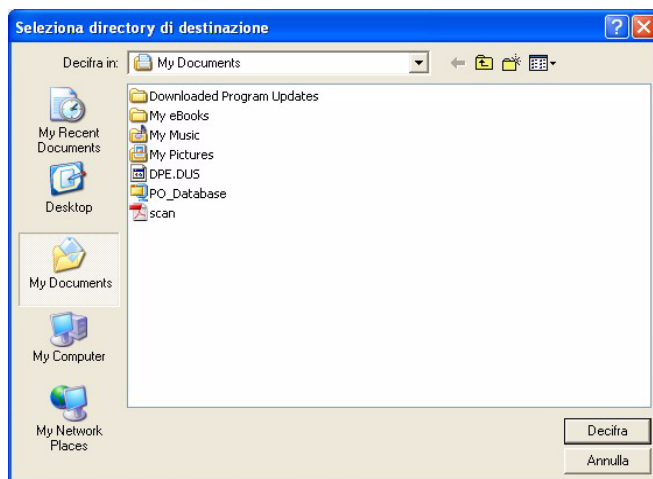 Seleziona directory di destinazione
Decifra in:
My Documents
My Recent
Documents
Desktop
My Documents
My Computer
My Network
Places
Downloaded Program Updates
My eBooks
My Music
My Pictures
DPE.DUS
PO_Database
scan
Decifra
Annulla